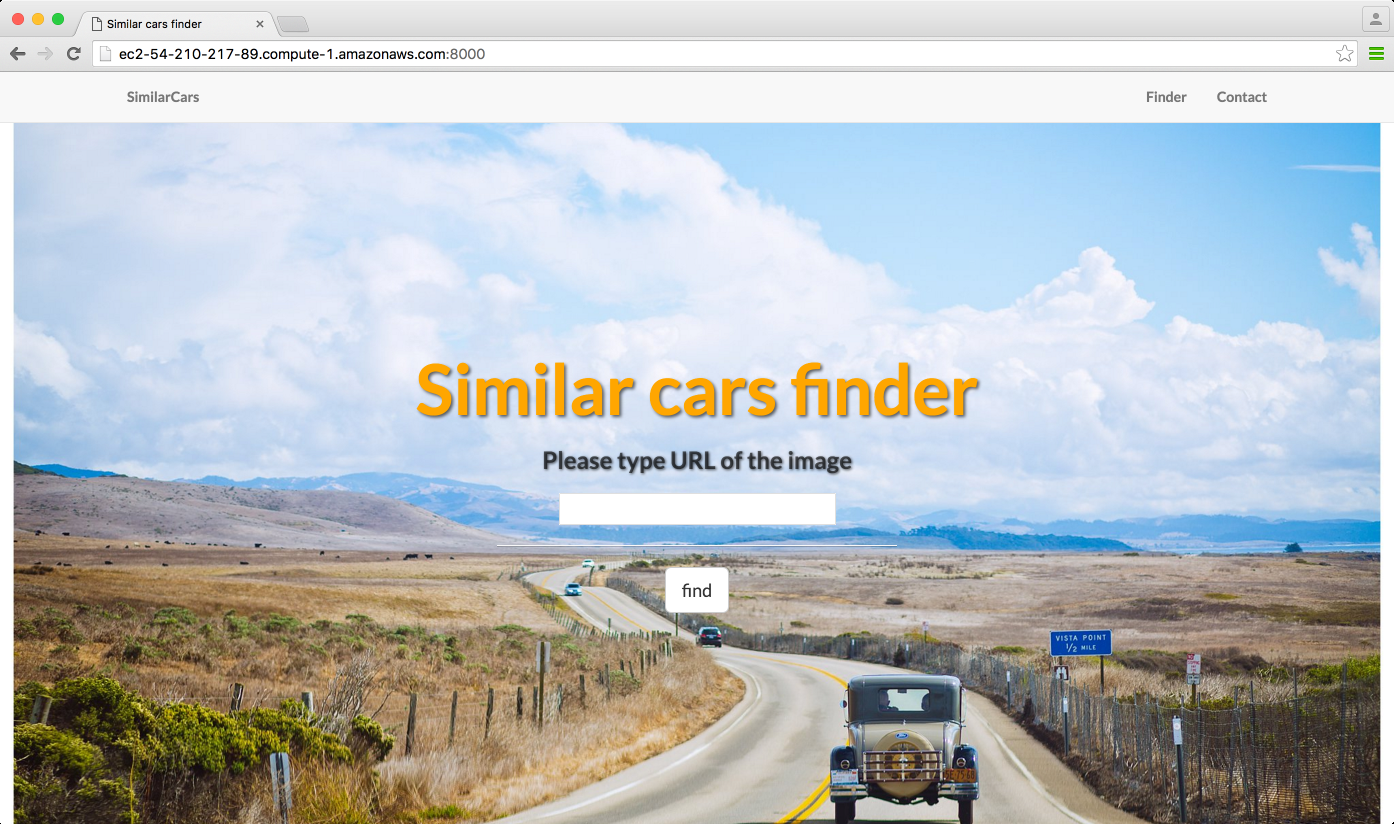 Similar cars finder
ec2-54-210-217-89.compute-1.amazonaws.com:8000
SimilarCars
Finder
Contact
Similar cars finder
Please type URL of the image
find
VISTA POINT
1/2 MILE
Ford